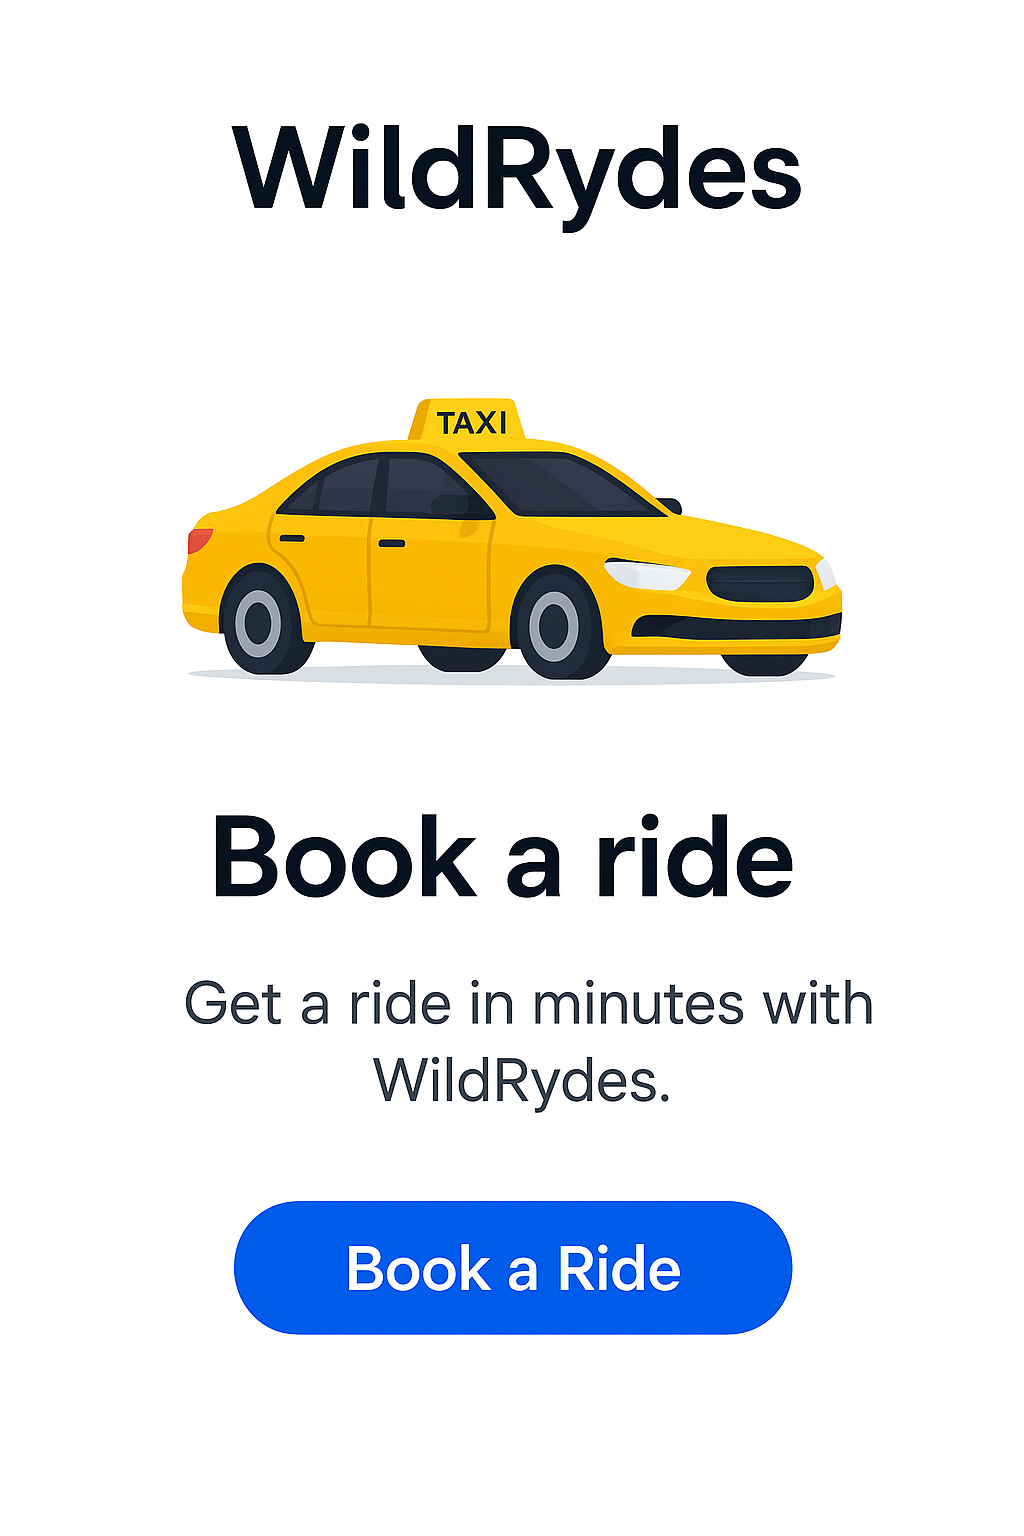 WildRydes
TAXI
Book a ride
Get a ride in minutes with
WildRydes.
Book a Ride